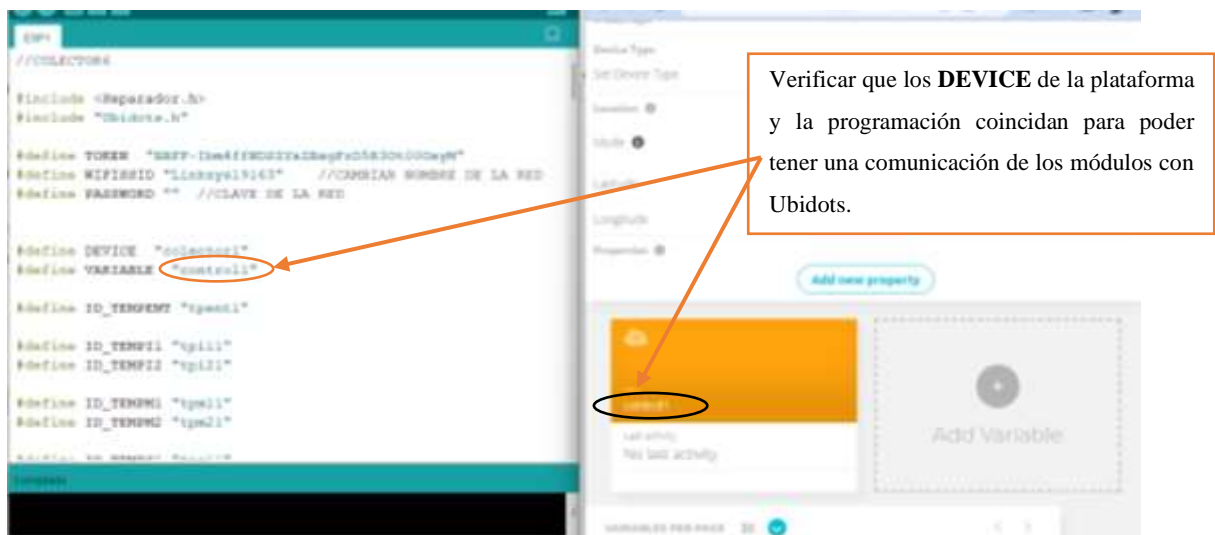 ESP1
//COLECTOR6
#include <Reparador.h>
#include "Ubidots.h"
#define TOKEN
#define WIFISSID "Linksys19163" //CAMBIAR NOMBRE DE LA RED
#define PASSWORD "" //CLAVE DE LA RED
#define DEVICE "colector1"
#define VARIABLE "control1"
#define ID_TEMPENT "tpent1"
#define ID_TEMPI1 "tpi11"
#define ID_TEMPI2 "tpi21"
#define ID_TEMPM1 "tpm11"
#define ID_TEMPM2 "tpm21"
Device Type
Set Device Type
Location
Mode
Latitude
Longitude
Properties
Add new property
Verificar que los DEVICE de la plataforma
y la programación coincidan para poder
tener una comunicación de los módulos con
Ubidots.
control1
Last activity
No last activity
Add Variable
VARIABLES PER PAGE 30